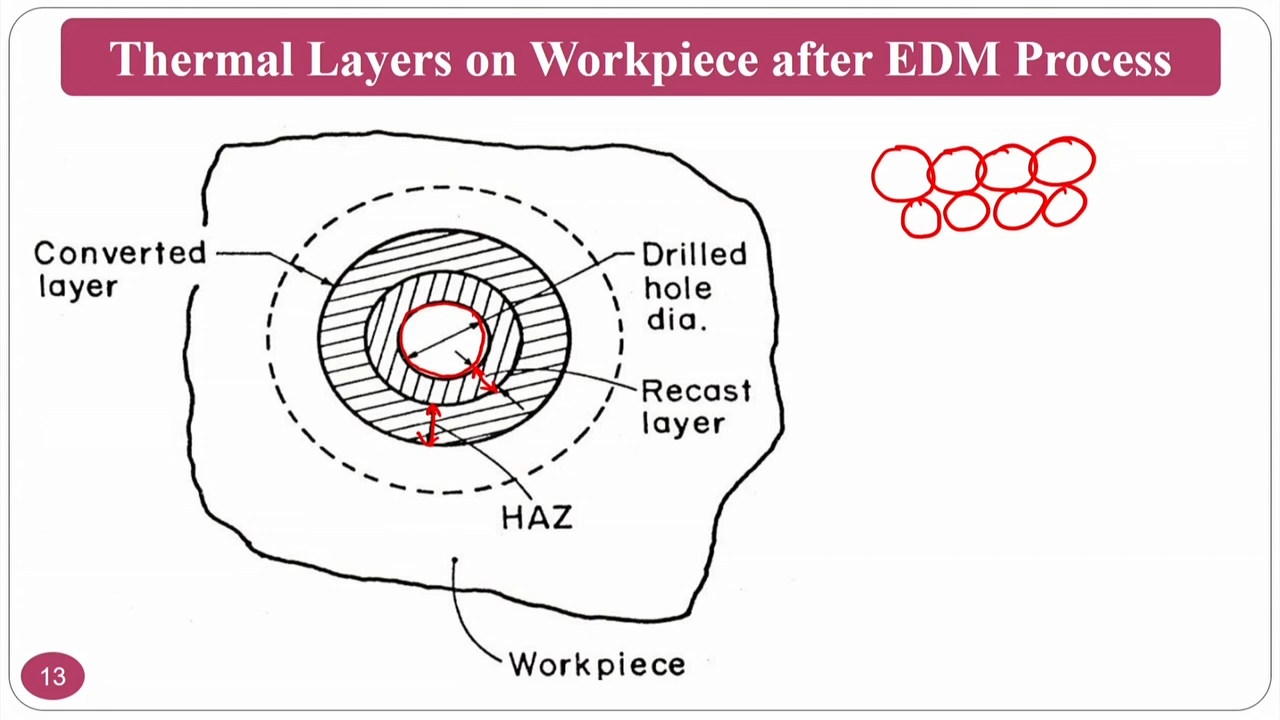 Thermal Layers on Workpiece after EDM Process
Converted
layer
Drilled
hole
dia.
Recast
layer
HAZ
Workpiece
13